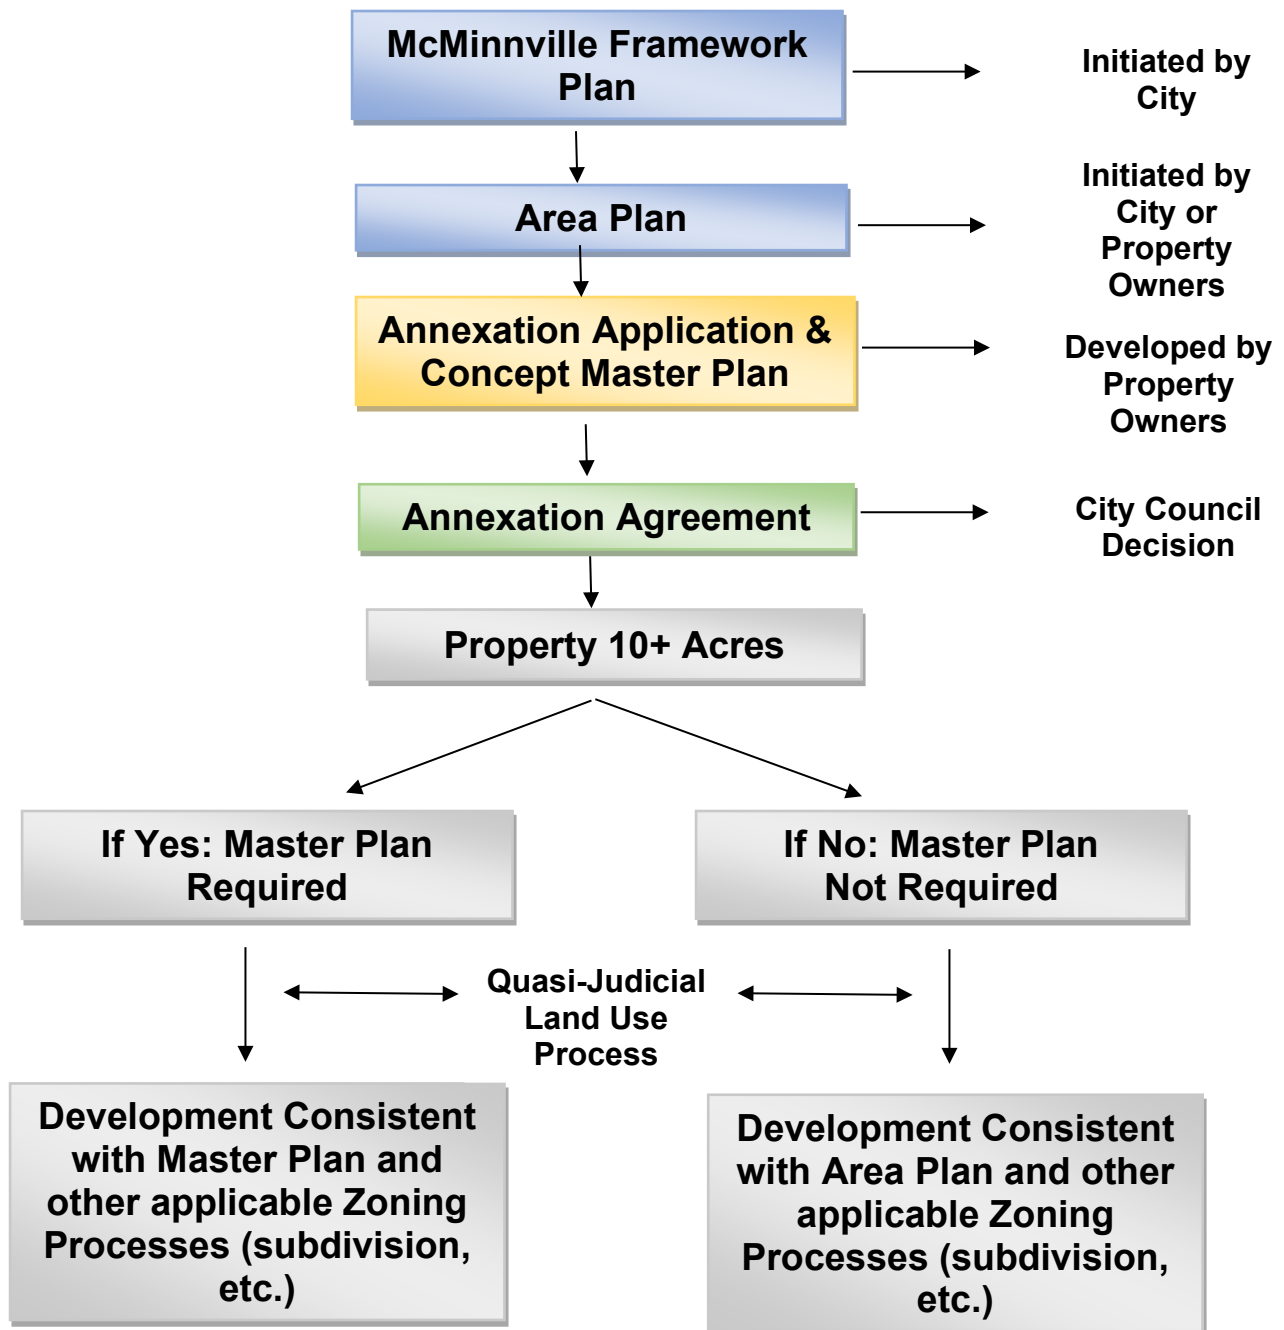 McMinnville Framework
Plan
Initiated by
City
Area Plan
Initiated by
City or
Property
Owners
Annexation Application &
Concept Master Plan
Developed by
Property
Owners
Annexation Agreement
City Council
Decision
Property 10+ Acres
If Yes: Master Plan
Required
If No: Master Plan
Not Required
Quasi-Judicial
Land Use
Process
Development Consistent
with Master Plan and
other applicable Zoning
Processes (subdivision,
etc.)
Development Consistent
with Area Plan and other
applicable Zoning
Processes (subdivision,
etc.)